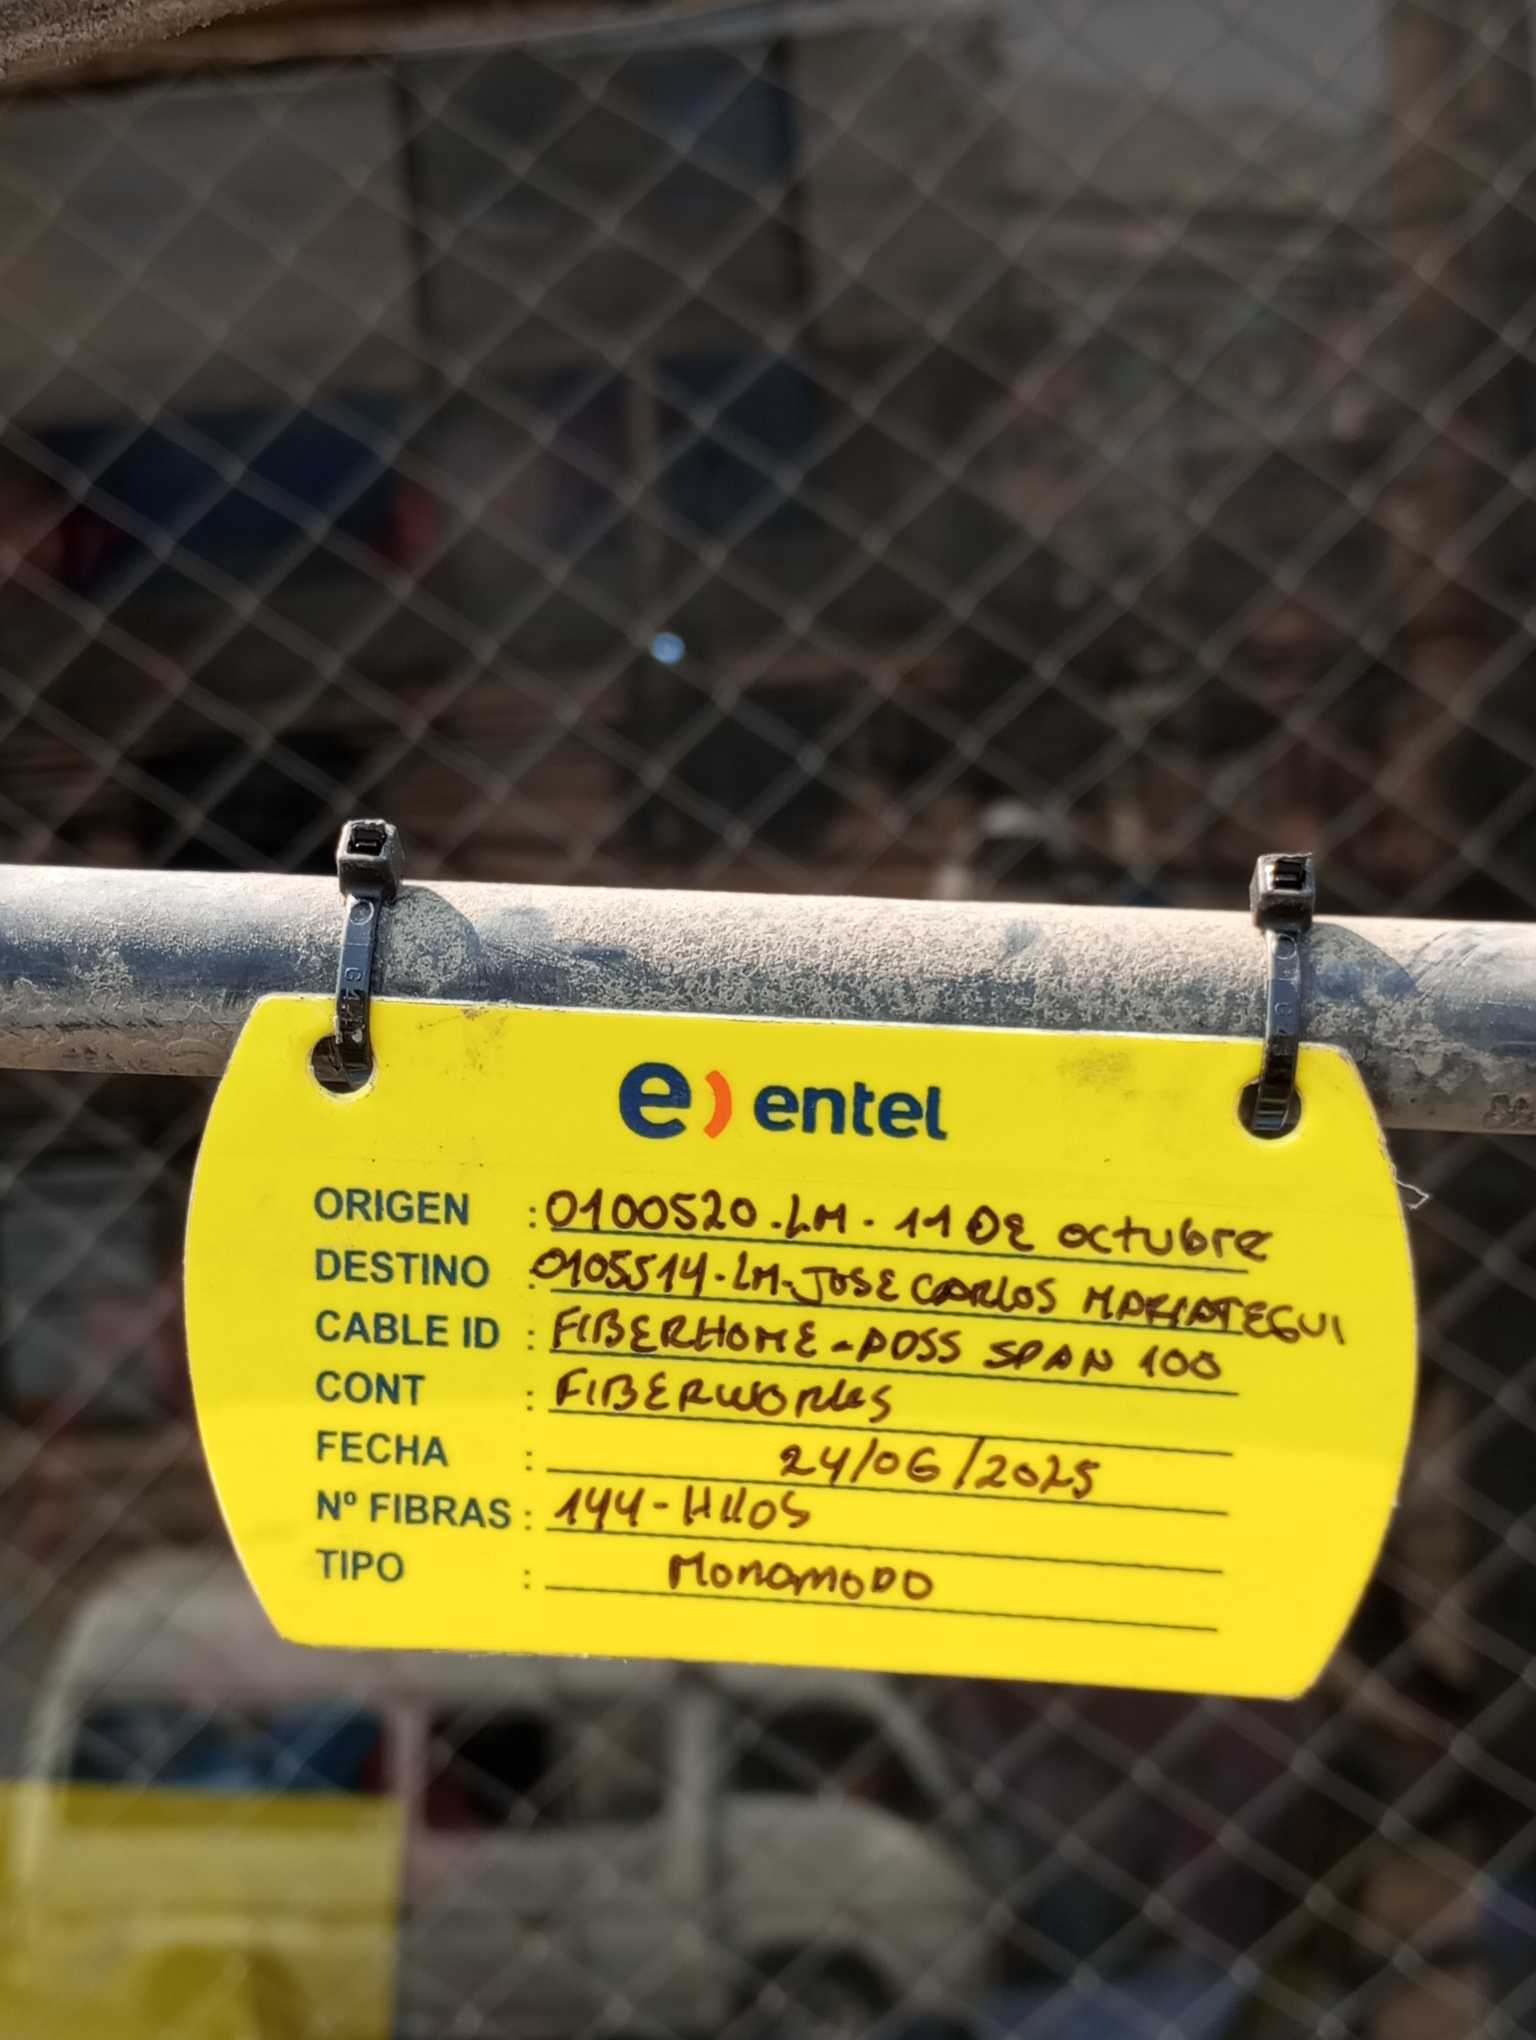 e) entel
ORIGEN : 0100520.LM - 11 DE octubre
DESTINO : 0105514-LM-JOSE CARLOS MARIATEGUI
CABLE ID : FIBERHOME - ADSS SPAN 100
CONT : FIBERWORKS
FECHA : 24/06/2025
Nº FIBRAS : 144 - HILOS
TIPO : MONOMODO